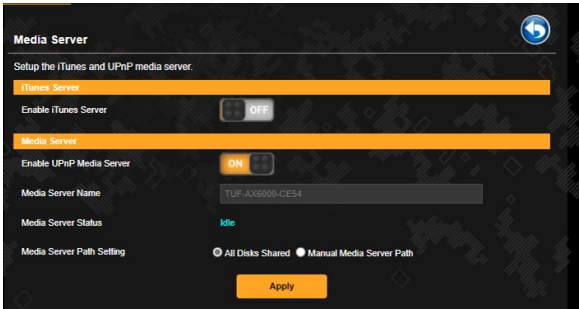 Media Server
Setup the iTunes and UPnP media server.
iTunes Server
Enable iTunes Server OFF
Media Server
Enable UPnP Media Server ON
Media Server Name TUF-AX6000-CE54
Media Server Status Idle
Media Server Path Setting All Disks Shared Manual Media Server Path
Apply